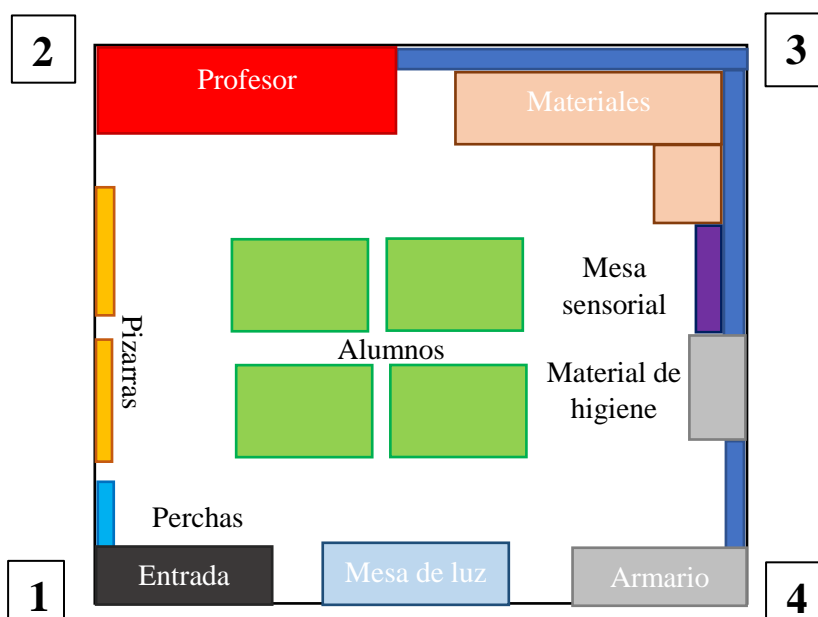 2
3
Profesor
Materiales
Mesa
sensorial
Pizarras
Alumnos
Material de
higiene
Perchas
1
Entrada
Mesa de luz
Armario
4